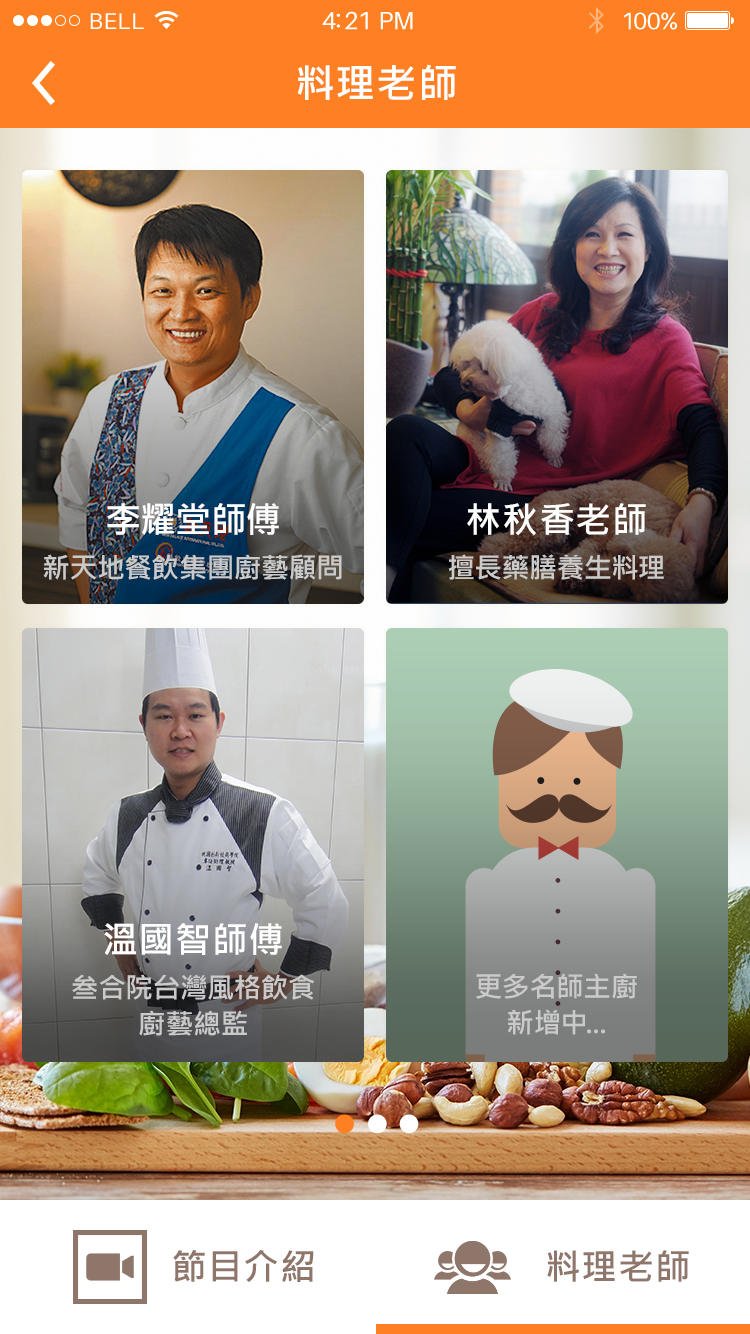 BELL
4:21 PM
100%
料理老師
李耀堂師傅
新天地餐飲集團廚藝顧問
林秋香老師
擅長藥膳養生料理
溫國智師傅
叁合院台灣風格飲食
廚藝總監
更多名師主廚
新增中...
節目介紹
料理老師